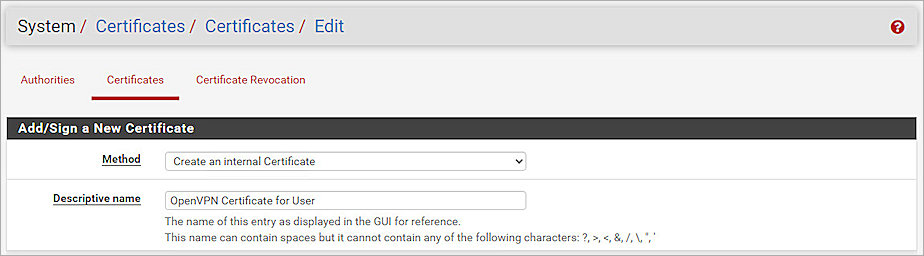 System / Certificates / Certificates / Edit
?
Authorities Certificates Certificate Revocation
Add/Sign a New Certificate
Method Create an internal Certificate
Descriptive name OpenVPN Certificate for User
The name of this entry as displayed in the GUI for reference.
This name can contain spaces but it cannot contain any of the following characters: ?, >, <, &, /, \, ", '